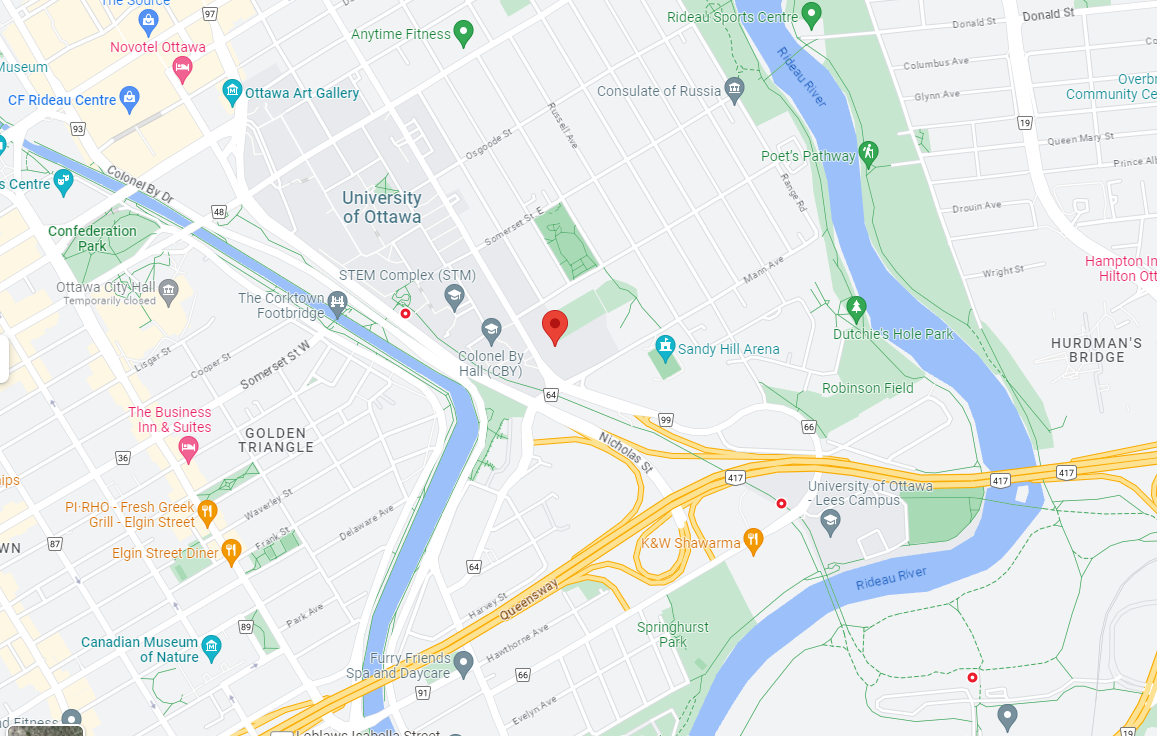 The Source
97
Novotel Ottawa
Museum
CF Rideau Centre
Ottawa Art Gallery
93
Anytime Fitness
Rideau Sports Centre
Donald St
Donald St
Columbus Ave
Rideau River
Consulate of Russia
Glynn Ave
Overbr
Community Ce
19
Queen Mary St
Prince Alb
Russell Ave
Osgoode St
Poet's Pathway
Range Rd
Drouin Ave
s Centre
Colonel By Dr
48
University
of Ottawa
Somerset St E
Confederation
Park
Ottawa City Hall
Temporarily closed
STEM Complex (STM)
The Corktown
Footbridge
Mann Ave
Wright St
Hampton In
Hilton Ott
Dutchie's Hole Park
HURDMAN'S
BRIDGE
Colonel By
Hall (CBY)
Sandy Hill Arena
Lisgar St
Cooper St
Somerset St W
Robinson Field
64
99
66
The Business
Inn & Suites
GOLDEN
TRIANGLE
36
Nicholas St
417
417
417
University of Ottawa
- Lees Campus
ips
PI·RHO - Fresh Greek
Grill - Elgin Street
Waverley St
Delaware Ave
Frank St
Elgin Street Diner
WN
87
K&W Shawarma
64
Rideau River
Harvey St
Queensway
Park Ave
89
Canadian Museum
of Nature
Hawthorne Ave
Springhurst
Park
Furry Friends
Spa and Daycare
66
91
Evelyn Ave
d Fitness
Loblaws Isabella Street
19